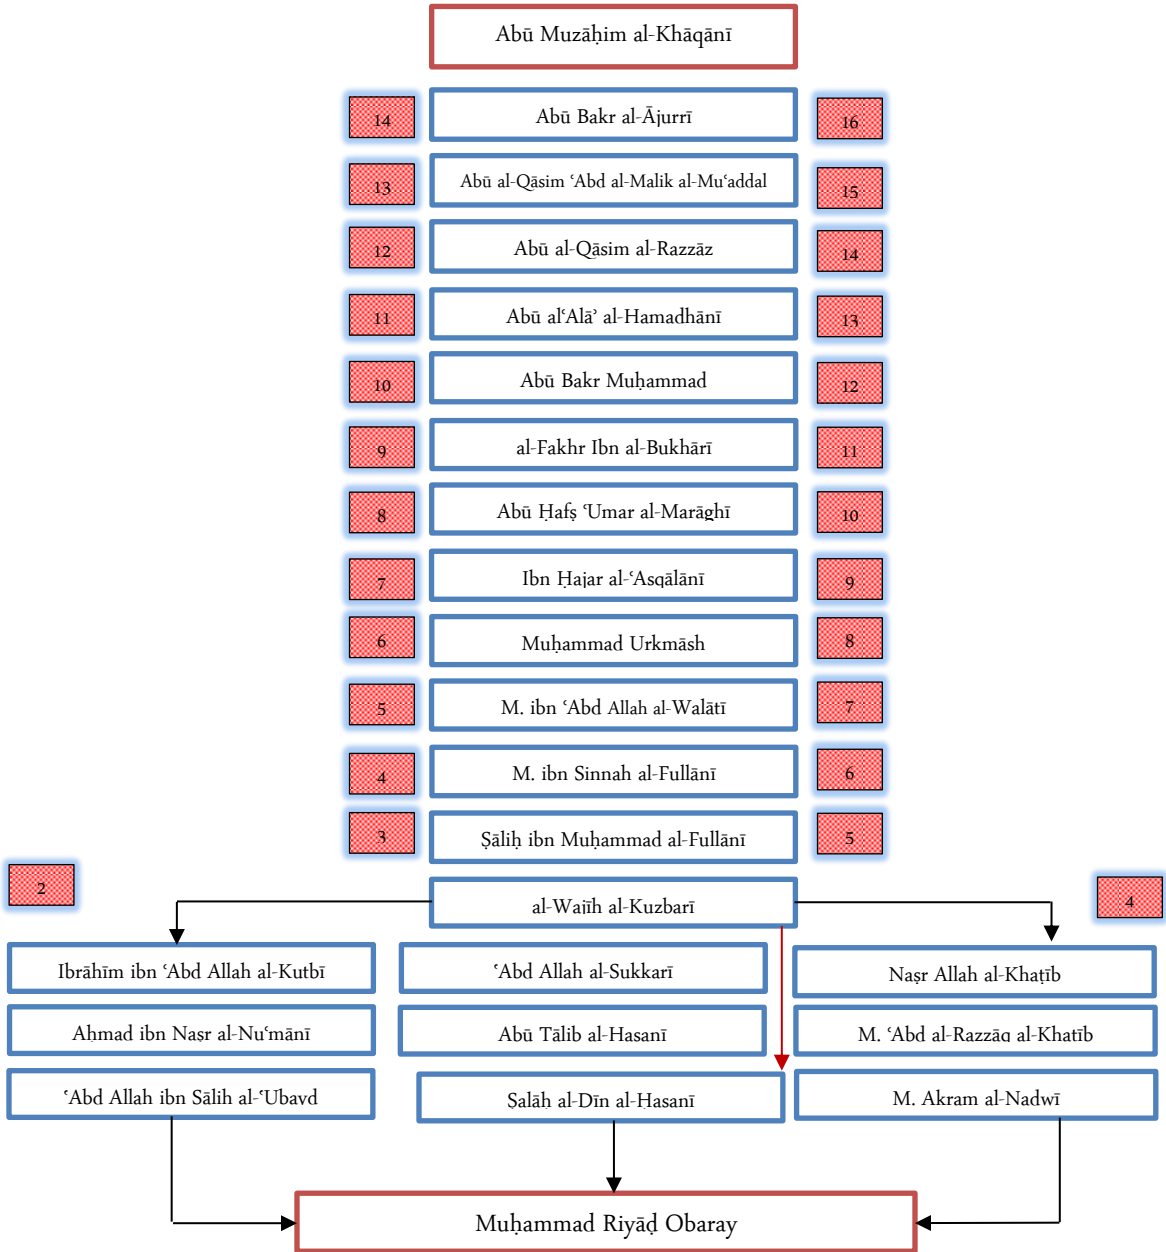 Abū Muzāḥim al-Khāqānī
14 Abū Bakr al-Ājurrī 16
13 Abū al-Qāsim ʿAbd al-Malik al-Muʿaddal 15
12 Abū al-Qāsim al-Razzāz 14
11 Abū alʿAlāʾ al-Hamadhānī 13
10 Abū Bakr Muḥammad 12
9 al-Fakhr Ibn al-Bukhārī 11
8 Abū Ḥafṣ ʿUmar al-Marāghī 10
7 Ibn Ḥajar al-ʿAsqālānī 9
6 Muḥammad Urkmāsh 8
5 M. ibn ʿAbd Allah al-Walātī 7
4 M. ibn Sinnah al-Fullānī 6
3 Ṣāliḥ ibn Muḥammad al-Fullānī 5
2 al-Wajīh al-Kuzbarī 4
Ibrāhīm ibn ʿAbd Allah al-Kutbī ʿAbd Allah al-Sukkarī Naṣr Allah al-Khaṭīb
Aḥmad ibn Naṣr al-Nuʿmānī Abū Ṭālib al-Hasanī M. ʿAbd al-Razzāq al-Khatīb
ʿAbd Allah ibn Sālih al-ʿUbayd Ṣalāḥ al-Dīn al-Hasanī M. Akram al-Nadwī
Muḥammad Riyāḍ Obaray